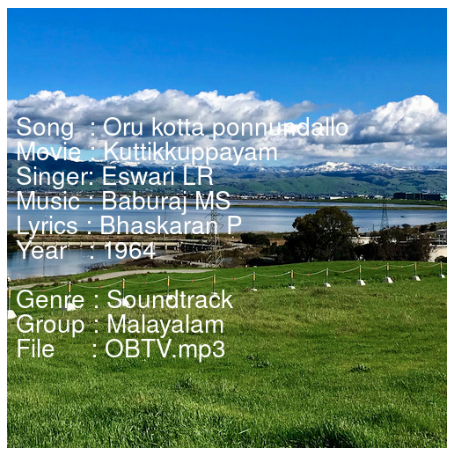 Song  : Oru kotta ponnundallo
Movie : Kuttikkuppayam
Singer: Eswari LR
Music : Baburaj MS
Lyrics : Bhaskaran P
Year   : 1964
Genre : Soundtrack
Group : Malayalam
File     : OBTV.mp3